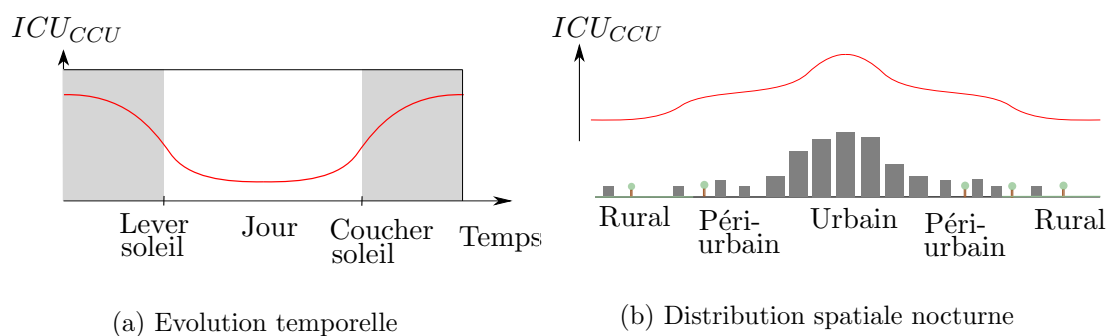 ICU_CCU
Lever
soleil
Jour
Coucher
soleil
Temps
(a) Evolution temporelle
ICU_CCU
Rural
Péri-
urbain
Urbain
Péri-
urbain
Rural
(b) Distribution spatiale nocturne